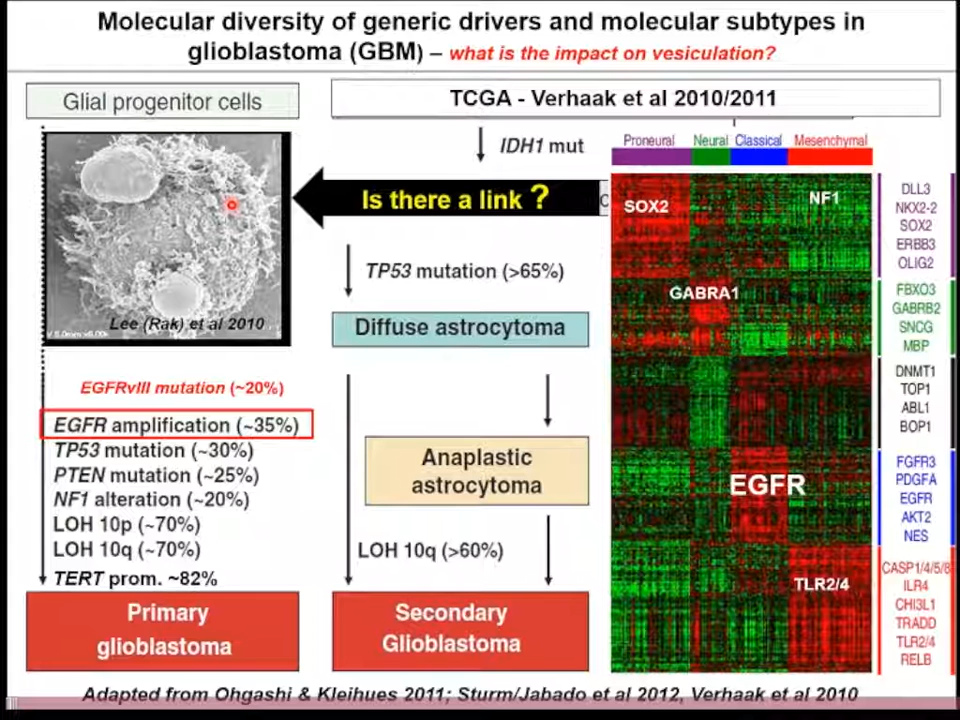 Molecular diversity of generic drivers and molecular subtypes in
glioblastoma (GBM) – what is the impact on vesiculation?
Glial progenitor cells
TCGA - Verhaak et al 2010/2011
IDH1 mut
Is there a link ?
Lee (Rak) et al 2010
TP53 mutation (>65%)
Diffuse astrocytoma
EGFRvIII mutation (~20%)
EGFR amplification (~35%)
TP53 mutation (~30%)
PTEN mutation (~25%)
NF1 alteration (~20%)
LOH 10p (~70%)
LOH 10q (~70%)
TERT prom. ~82%
Anaplastic
astrocytoma
LOH 10q (>60%)
Primary
glioblastoma
Secondary
Glioblastoma
Proneural Neural Classical Mesenchymal
SOX2
NF1
GABRA1
EGFR
TLR2/4
DLL3
NKX2-2
SOX2
ERBB3
OLIG2
FBXO3
GABRB2
SNCG
MBP
DNMT1
TOP1
ABL1
BOP1
FGFR3
PDGFA
EGFR
AKT2
NES
CASP1/4/5/8
ILR4
CHI3L1
TRADD
TLR2/4
RELB
Adapted from Ohgashi & Kleihues 2011; Sturm/Jabado et al 2012, Verhaak et al 2010